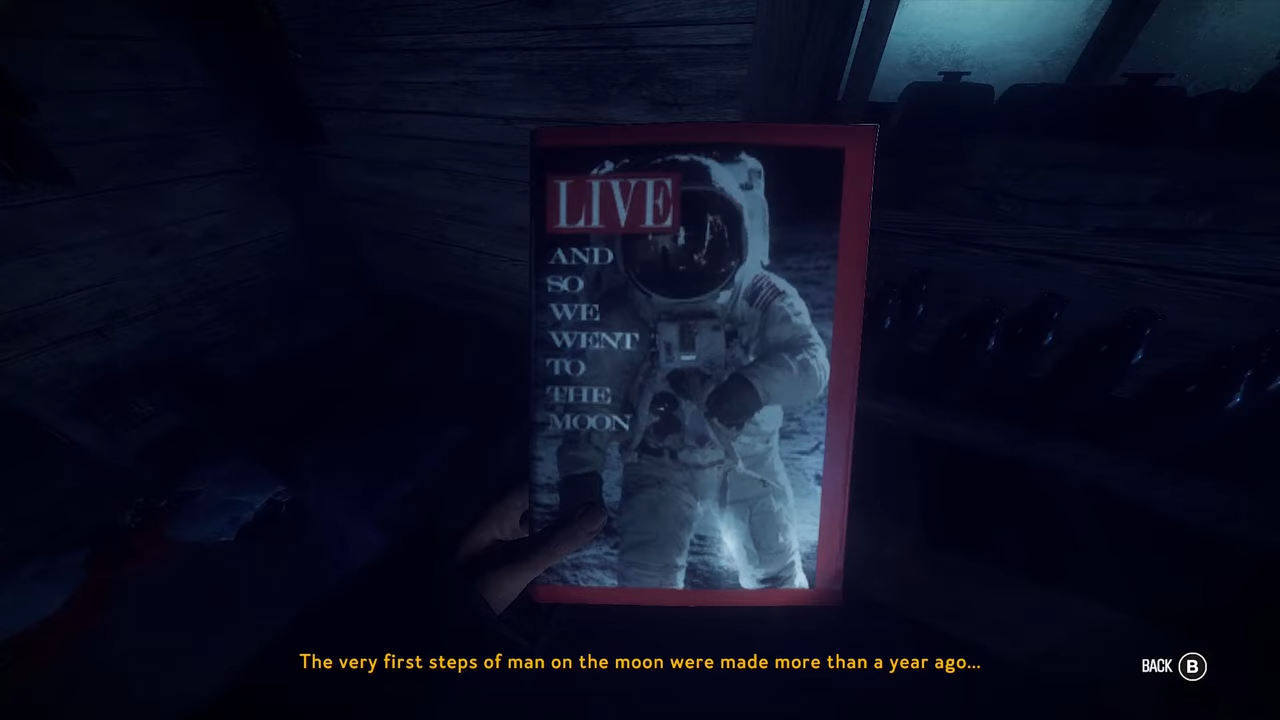 LIVE
AND
SO
WE
WENT
TO
THE
MOON
The very first steps of man on the moon were made more than a year ago...
BACK B